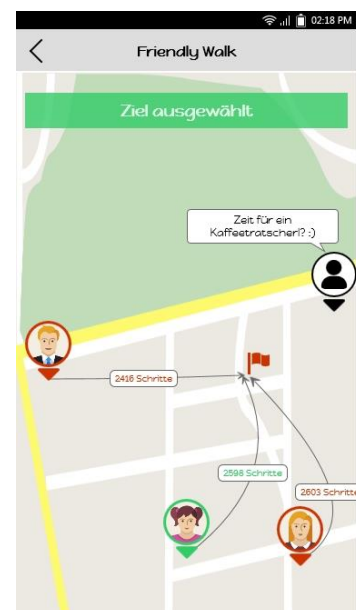 02:18 PM
Friendly Walk
Ziel ausgewählt
Zeit für ein
Kaffeetratscherl? :)
2416 Schritte
2598 Schritte
2603 Schritte